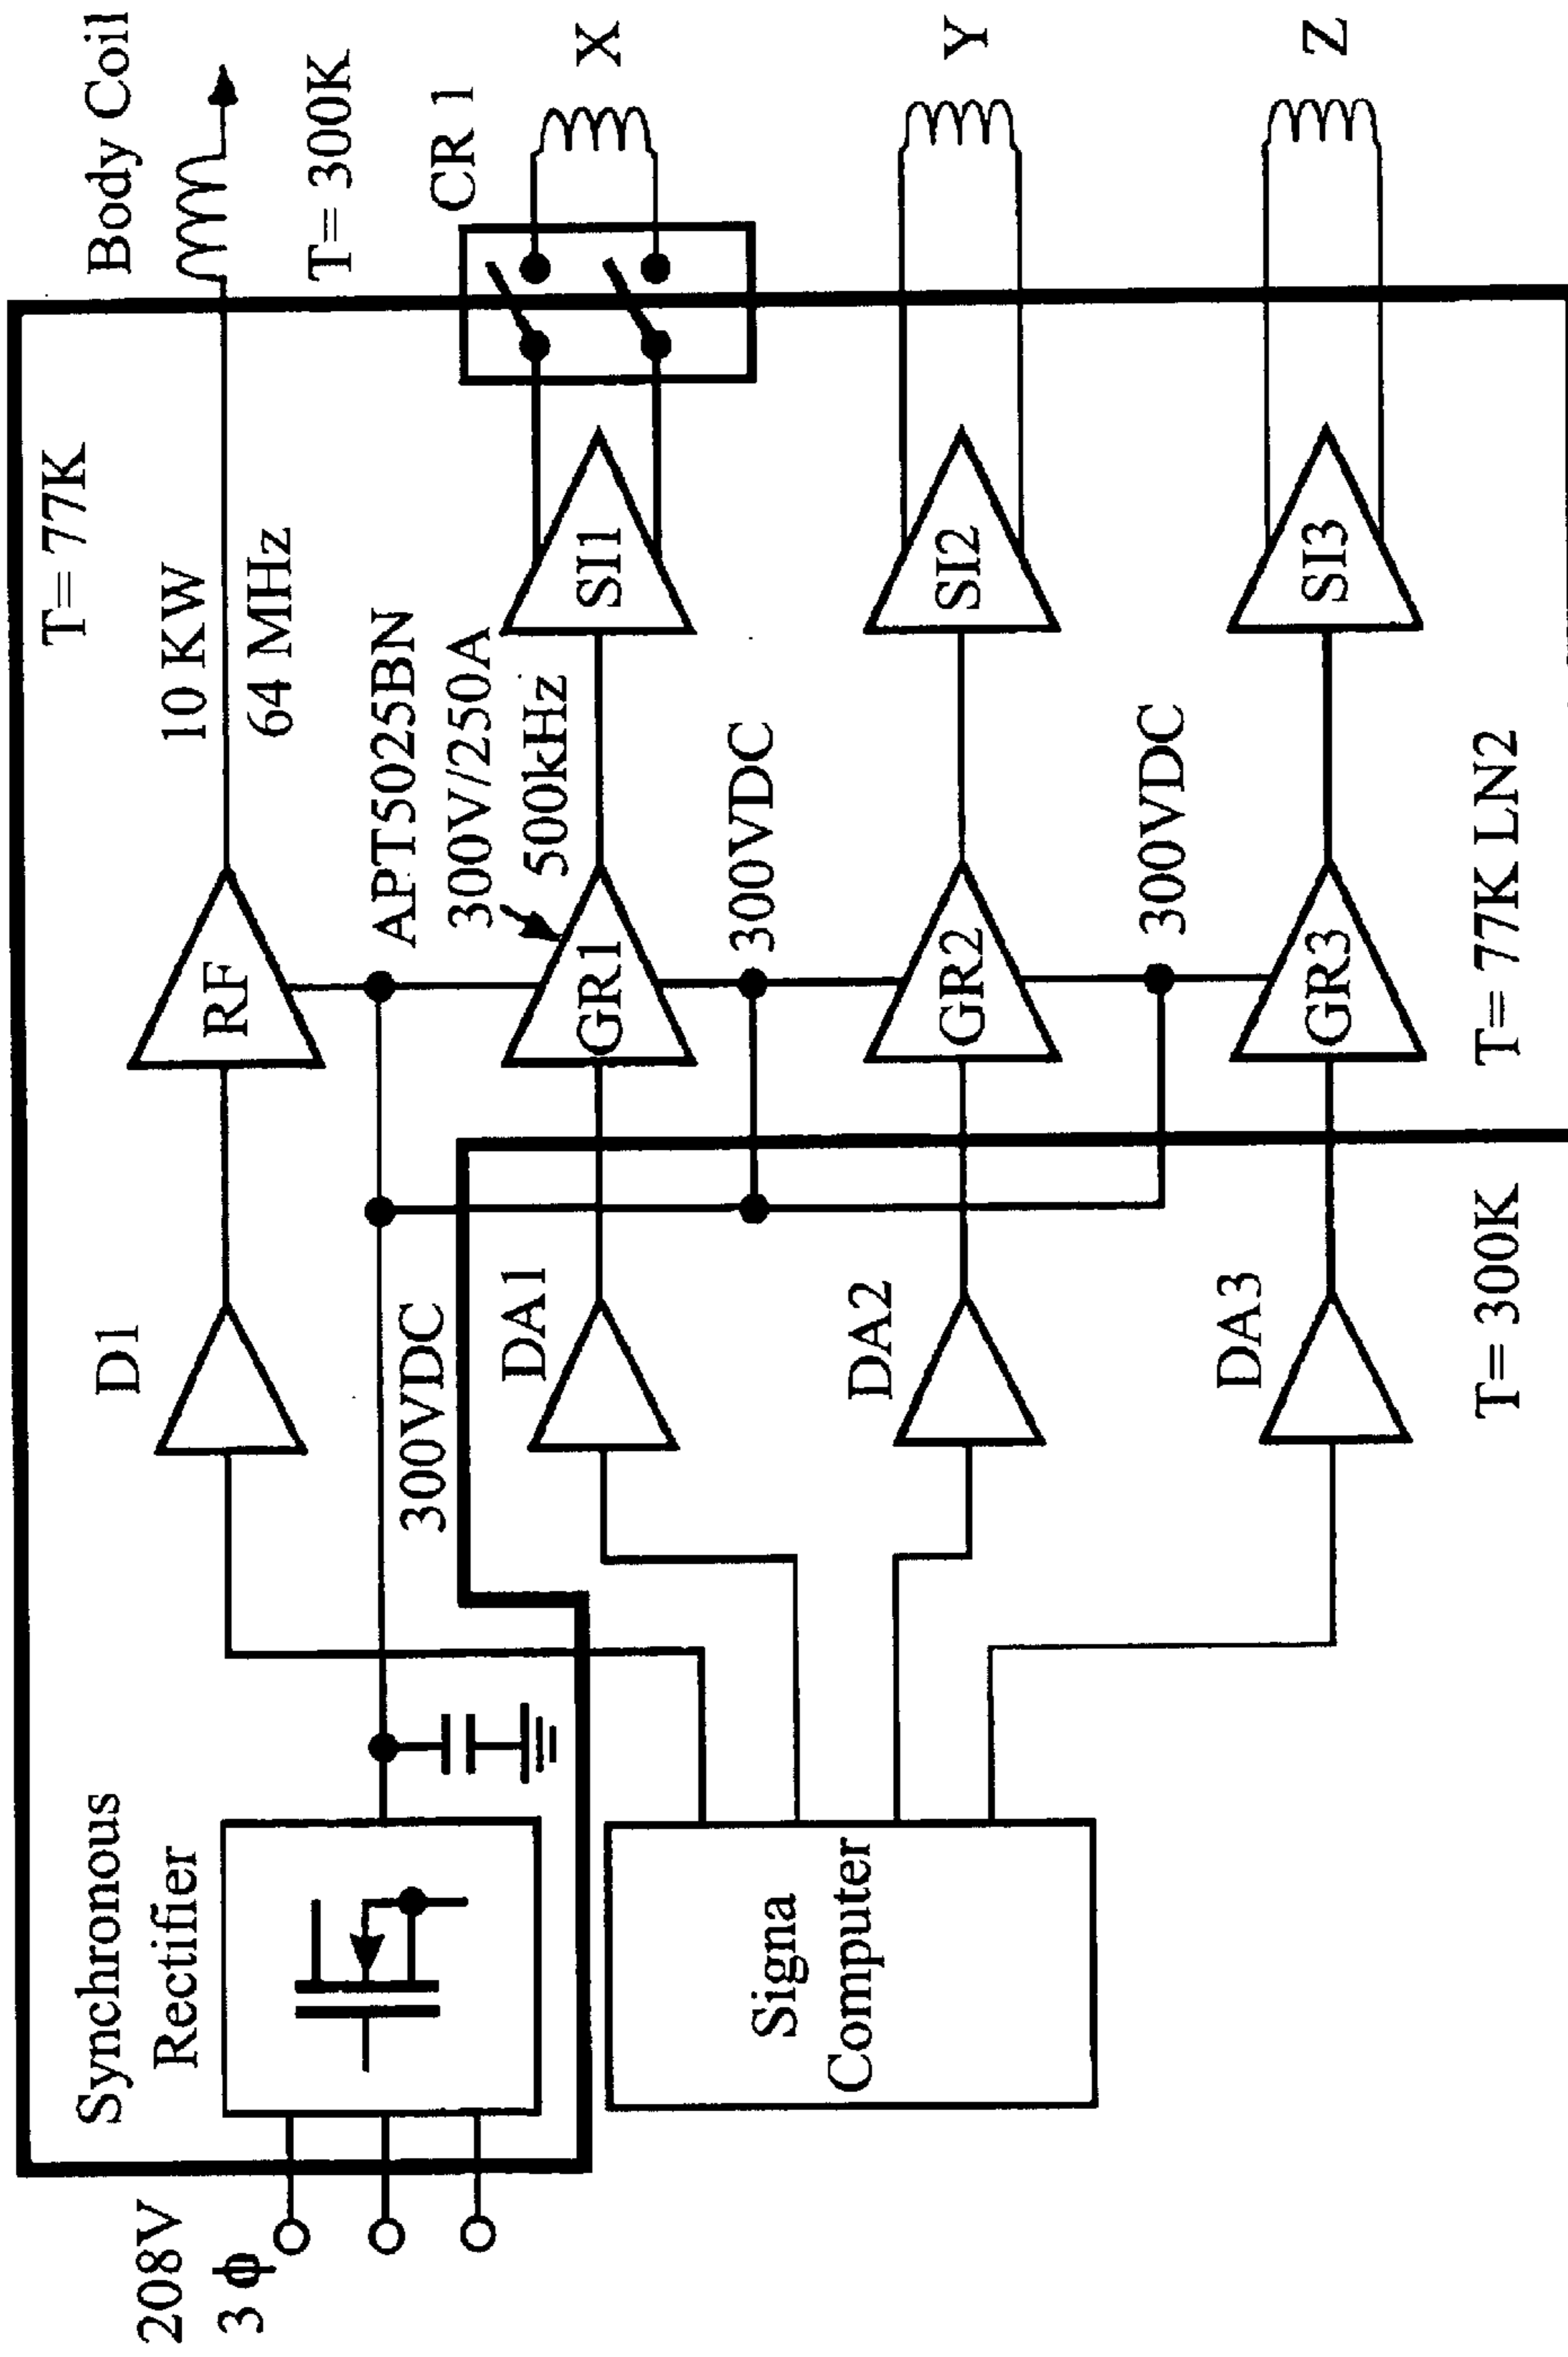 208V
3 ϕ
Synchronous
Rectifier
Signa
Computer
300VDC
D1
DA1
DA2
DA3
T= 300K
RF
GR1
GR2
GR3
T= 77K LN2
APT5025BN
300V/250A
500kHz
300VDC
300VDC
10 KW
64 MHz
T= 77K
SI1
SI2
SI3
Body Coil
T= 300K
CR 1
X
Y
Z